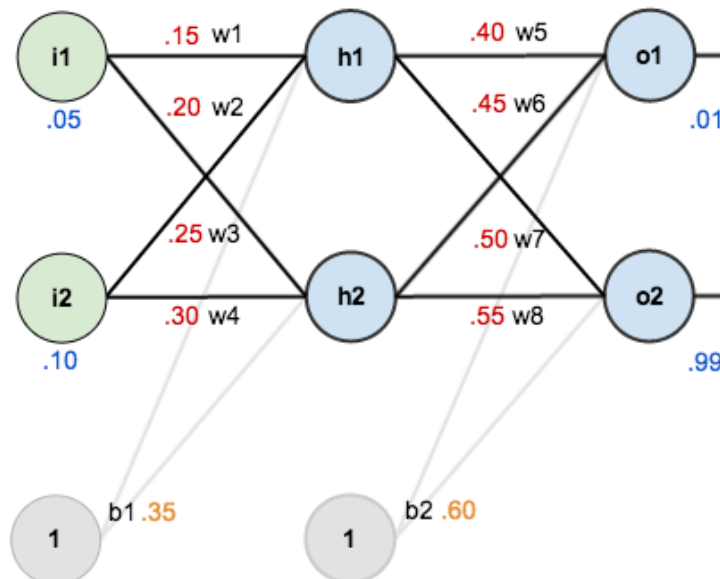 .15 w1
.40 w5
i1
h1
o1
.20 w2
.45 w6
.05
.01
.25 w3
.50 w7
i2
h2
o2
.30 w4
.55 w8
.10
.99
b1 .35
b2 .60
1
1